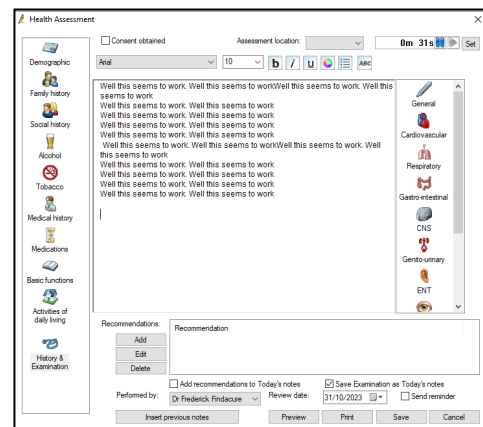 Health Assessment
Consent obtained
Assessment location:
0m 31s
Set
Arial
10
b
i
u
ABC
Demographic
Family history
Social history
Alcohol
Tobacco
Medical history
Medications
Basic functions
Activities of
daily living
History &
Examination
Well this seems to work. Well this seems to workWell this seems to work. Well this
seems to work
Well this seems to work. Well this seems to work
Well this seems to work. Well this seems to work
Well this seems to work. Well this seems to work
Well this seems to work. Well this seems to work
Well this seems to work. Well this seems to workWell this seems to work. Well
this seems to work
Well this seems to work. Well this seems to work
Well this seems to work. Well this seems to work
Well this seems to work. Well this seems to work
Well this seems to work. Well this seems to work
General
Cardiovascular
Respiratory
Gastro-intestinal
CNS
Genito-urinary
ENT
Recommendations:
Recommendation
Add
Edit
Delete
Add recommendations to Today's notes
Save Examination as Today's notes
Performed by:
Dr Frederick Findacure
Review date:
31/10/2023
Send reminder
Insert previous notes
Preview
Print
Save
Cancel